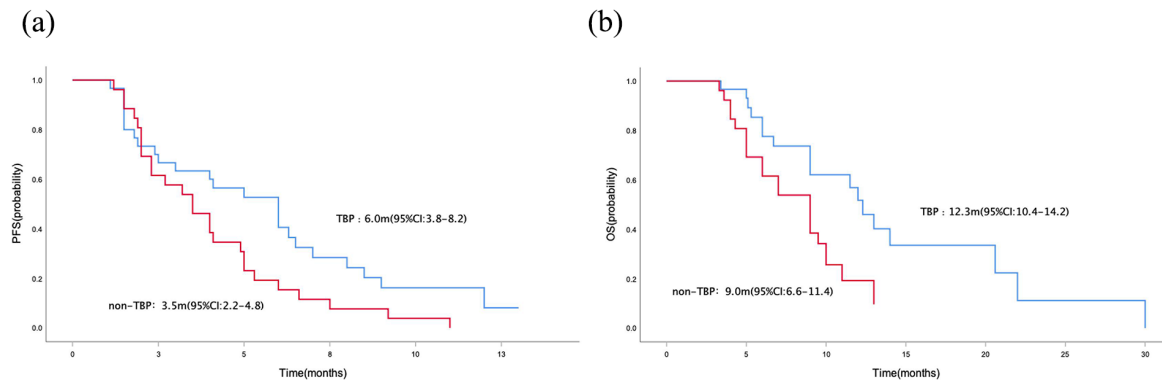 (a)
(b)
1.0
0.8
0.6
0.4
0.2
0.0
PFS(probability)
TBP : 6.0m(95%CI:3.8-8.2)
non-TBP: 3.5m(95%CI:2.2-4.8)
0 3 5 8 10 13
Time(months)
1.0
0.8
0.6
0.4
0.2
0.0
OS(probability)
TBP : 12.3m(95%CI:10.4-14.2)
non-TBP: 9.0m(95%CI:6.6-11.4)
0 5 10 15 20 25 30
Time(months)